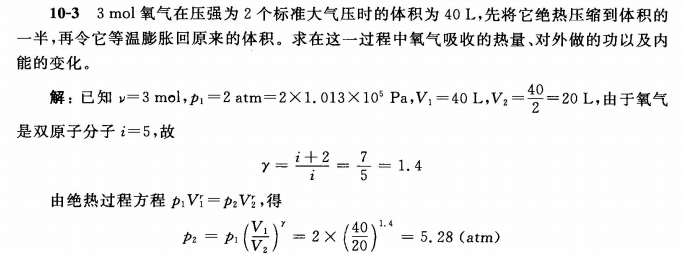 10-3 3 mol 氧气在压强为 2 个标准大气压时的体积为 40 L,先将它绝热压缩到体积的
一半,再令它等温膨胀回原来的体积。求在这一过程中氧气吸收的热量、对外做的功以及内
能的变化。
解:已知 ν=3 mol,p₁=2 atm=2×1.013×10⁵ Pa,V₁=40 L,V₂=40/2=20 L,由于氧气
是双原子分子 i=5,故
γ = (i+2)/i = 7/5 = 1.4
由绝热过程方程 p₁V₁^γ=p₂V₂^γ,得
p₂ = p₁(V₁/V₂)^γ = 2×(40/20)^1.4 = 5.28 (atm)